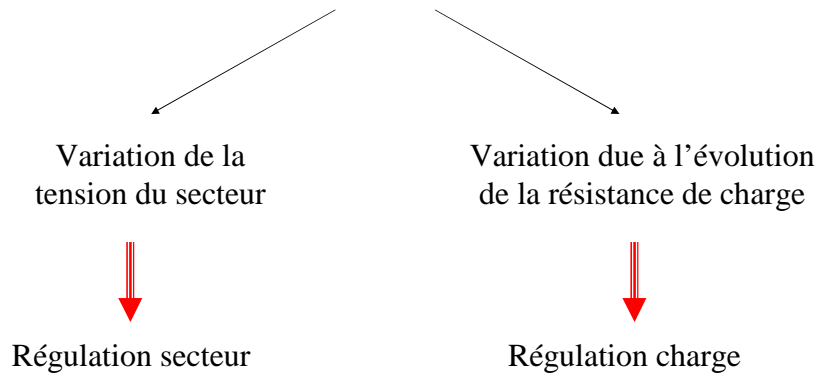 Variation de la
tension du secteur
Variation due à l’évolution
de la résistance de charge
Régulation secteur
Régulation charge